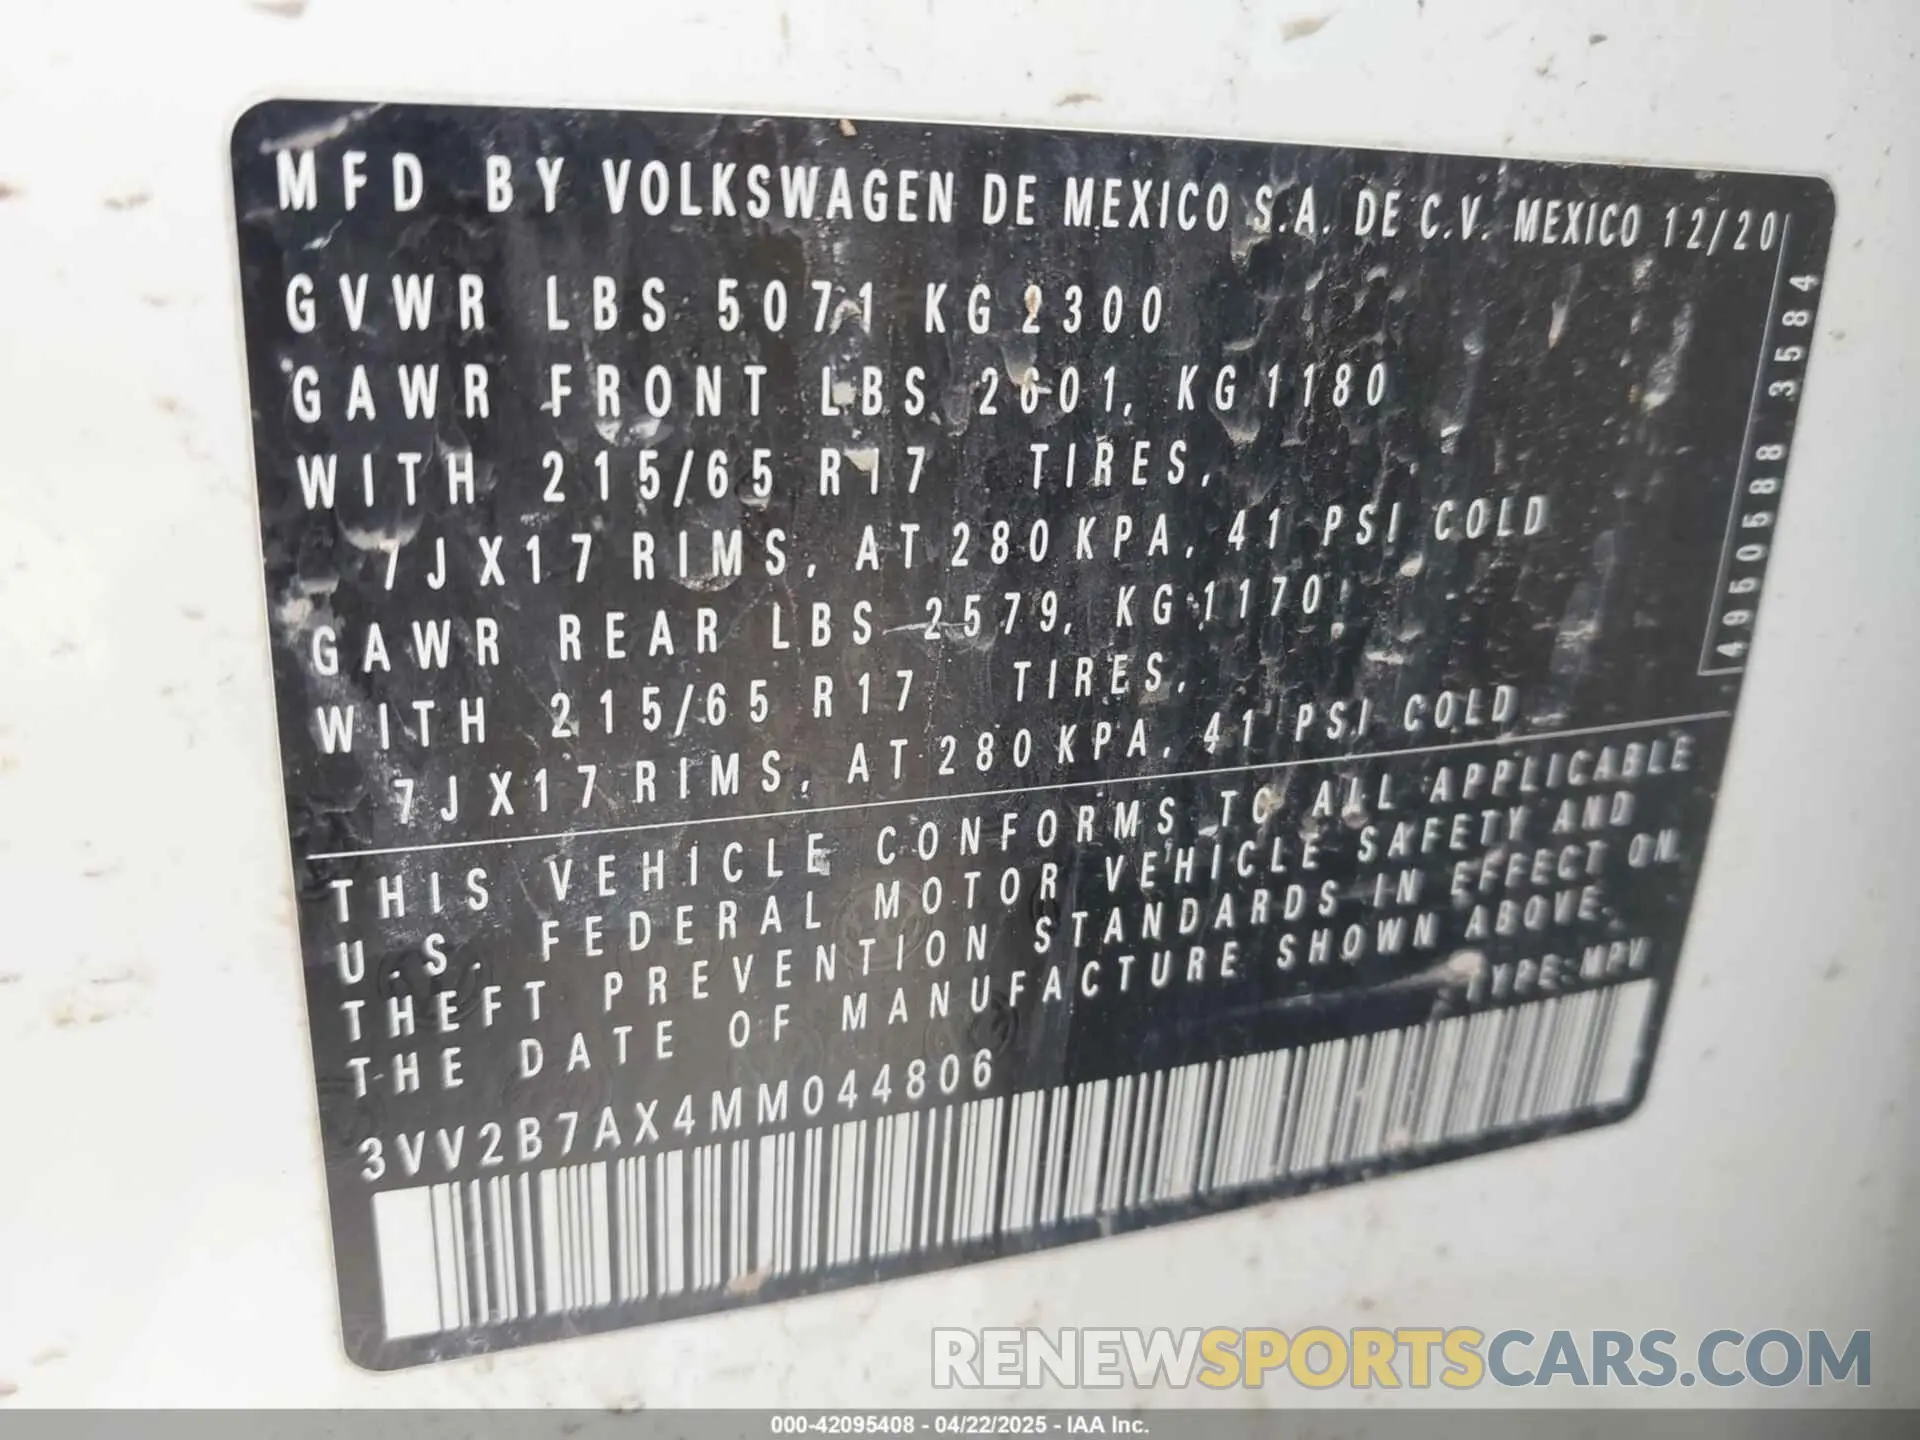 MFD BY VOLKSWAGEN DE MEXICO S.A. DE C.V. MEXICO 12/20
GVWR LBS 5071 KG 2300
GAWR FRONT LBS 2601, KG 1180
WITH 215/65 R17 TIRES,
7JX17 RIMS, AT 280 KPA, 41 PSI COLD
GAWR REAR LBS 2579, KG 1170
WITH 215/65 R17 TIRES,
7JX17 RIMS, AT 280 KPA, 41 PSI COLD
4950588 3584
THIS VEHICLE CONFORMS TO ALL APPLICABLE
U.S. FEDERAL MOTOR VEHICLE SAFETY AND
THEFT PREVENTION STANDARDS IN EFFECT ON
THE DATE OF MANUFACTURE SHOWN ABOVE.
TYPE: MPV
3VV2B7AX4MM044806
RENEWSPORTSCARS.COM
000-42095408 - 04/22/2025 - IAA Inc.